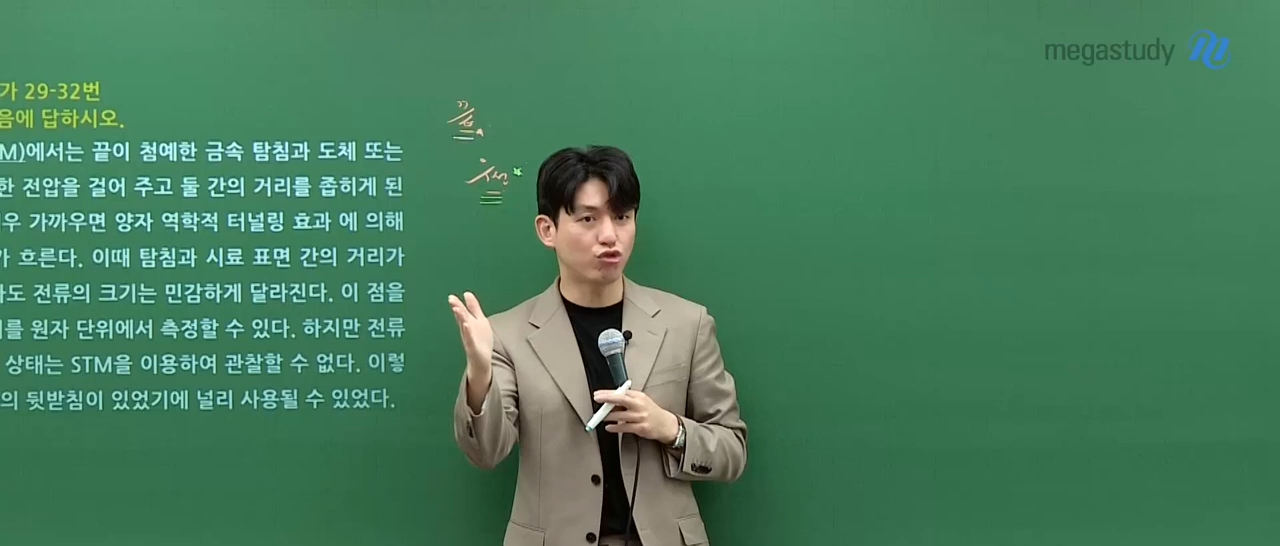 megastudy
가 29-32번
음에 답하시오.
M)에서는 끝이 첨예한 금속 탐침과 도체 또는
한 전압을 걸어 주고 둘 간의 거리를 좁히게 된
우 가까우면 양자 역학적 터널링 효과 에 의해
가 흐른다. 이때 탐침과 시료 표면 간의 거리가
도 전류의 크기는 민감하게 달라진다. 이 점을
를 원자 단위에서 측정할 수 있다. 하지만 전류
상태는 STM을 이용하여 관찰할 수 없다. 이렇
의 뒷받침이 있었기에 널리 사용될 수 있었다.